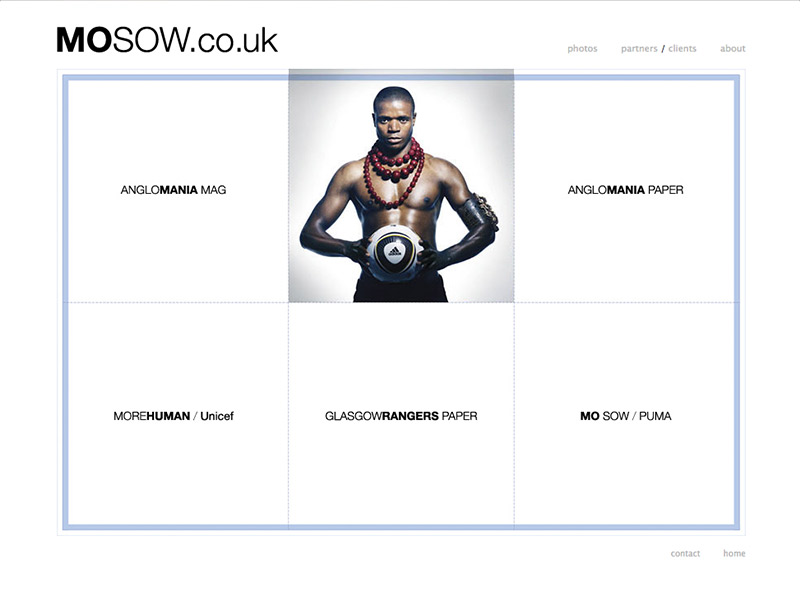 MOSOW.co.uk
photos partners / clients about
ANGLOMANIA MAG
ANGLOMANIA PAPER
MOREHUMAN / Unicef
GLASGOWRANGERS PAPER
MO SOW / PUMA
contact home